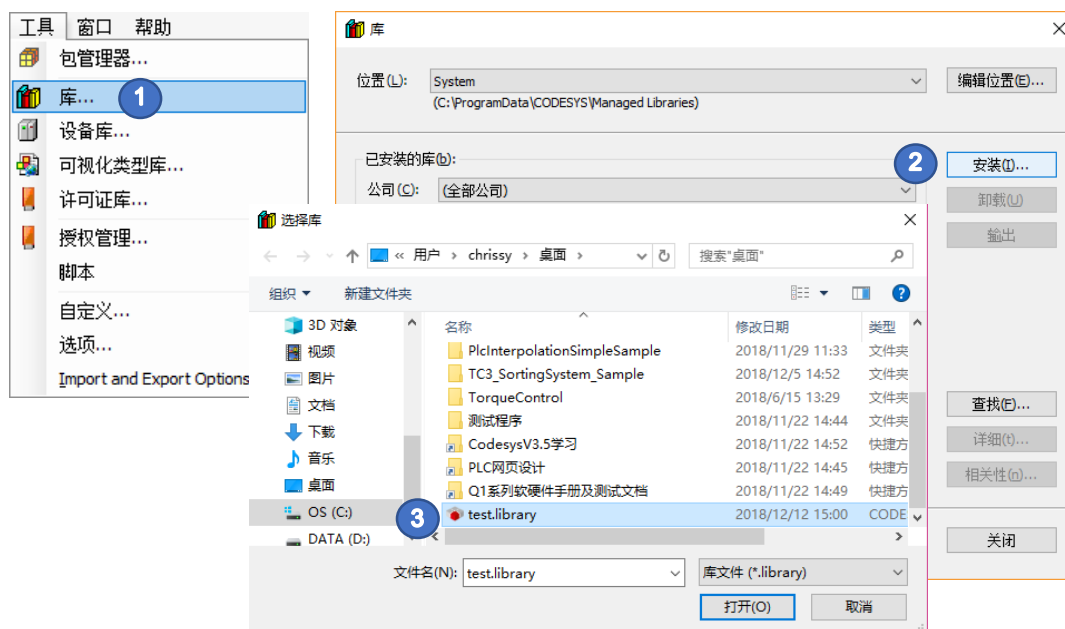 工具 窗口 帮助
包管理器...
库... 1
设备库...
可视化类型库...
许可证库...
授权管理...
脚本
自定义...
选项...
Import and Export Options
库
位置(L): System 编辑位置(E)...
(C:\ProgramData\CODESYS\Managed Libraries)
已安装的库(b): 2 安装(I)...
公司(C): (全部公司) 卸载(U)
输出
查找(F)...
详细(t)...
相关性(n)...
关闭
选择库
« 用户 › chrissy › 桌面 › 搜索"桌面"
组织 新建文件夹 ?
3D 对象
视频
图片
文档
下载
音乐
桌面
OS (C:)
DATA (D:)
名称 修改日期 类型
PlcInterpolationSimpleSample 2018/11/29 11:33 文件夹
TC3_SortingSystem_Sample 2018/12/5 14:52 文件夹
TorqueControl 2018/6/15 13:29 文件夹
测试程序 2018/11/22 14:44 文件夹
CodesysV3.5学习 2018/11/22 14:52 快捷方
PLC网页设计 2018/11/22 14:45 快捷方
Q1系列软硬件手册及测试文档 2018/11/22 14:49 快捷方
3 test.library 2018/12/12 15:00 CODE
文件名(N): test.library 库文件 (*.library)
打开(O) 取消